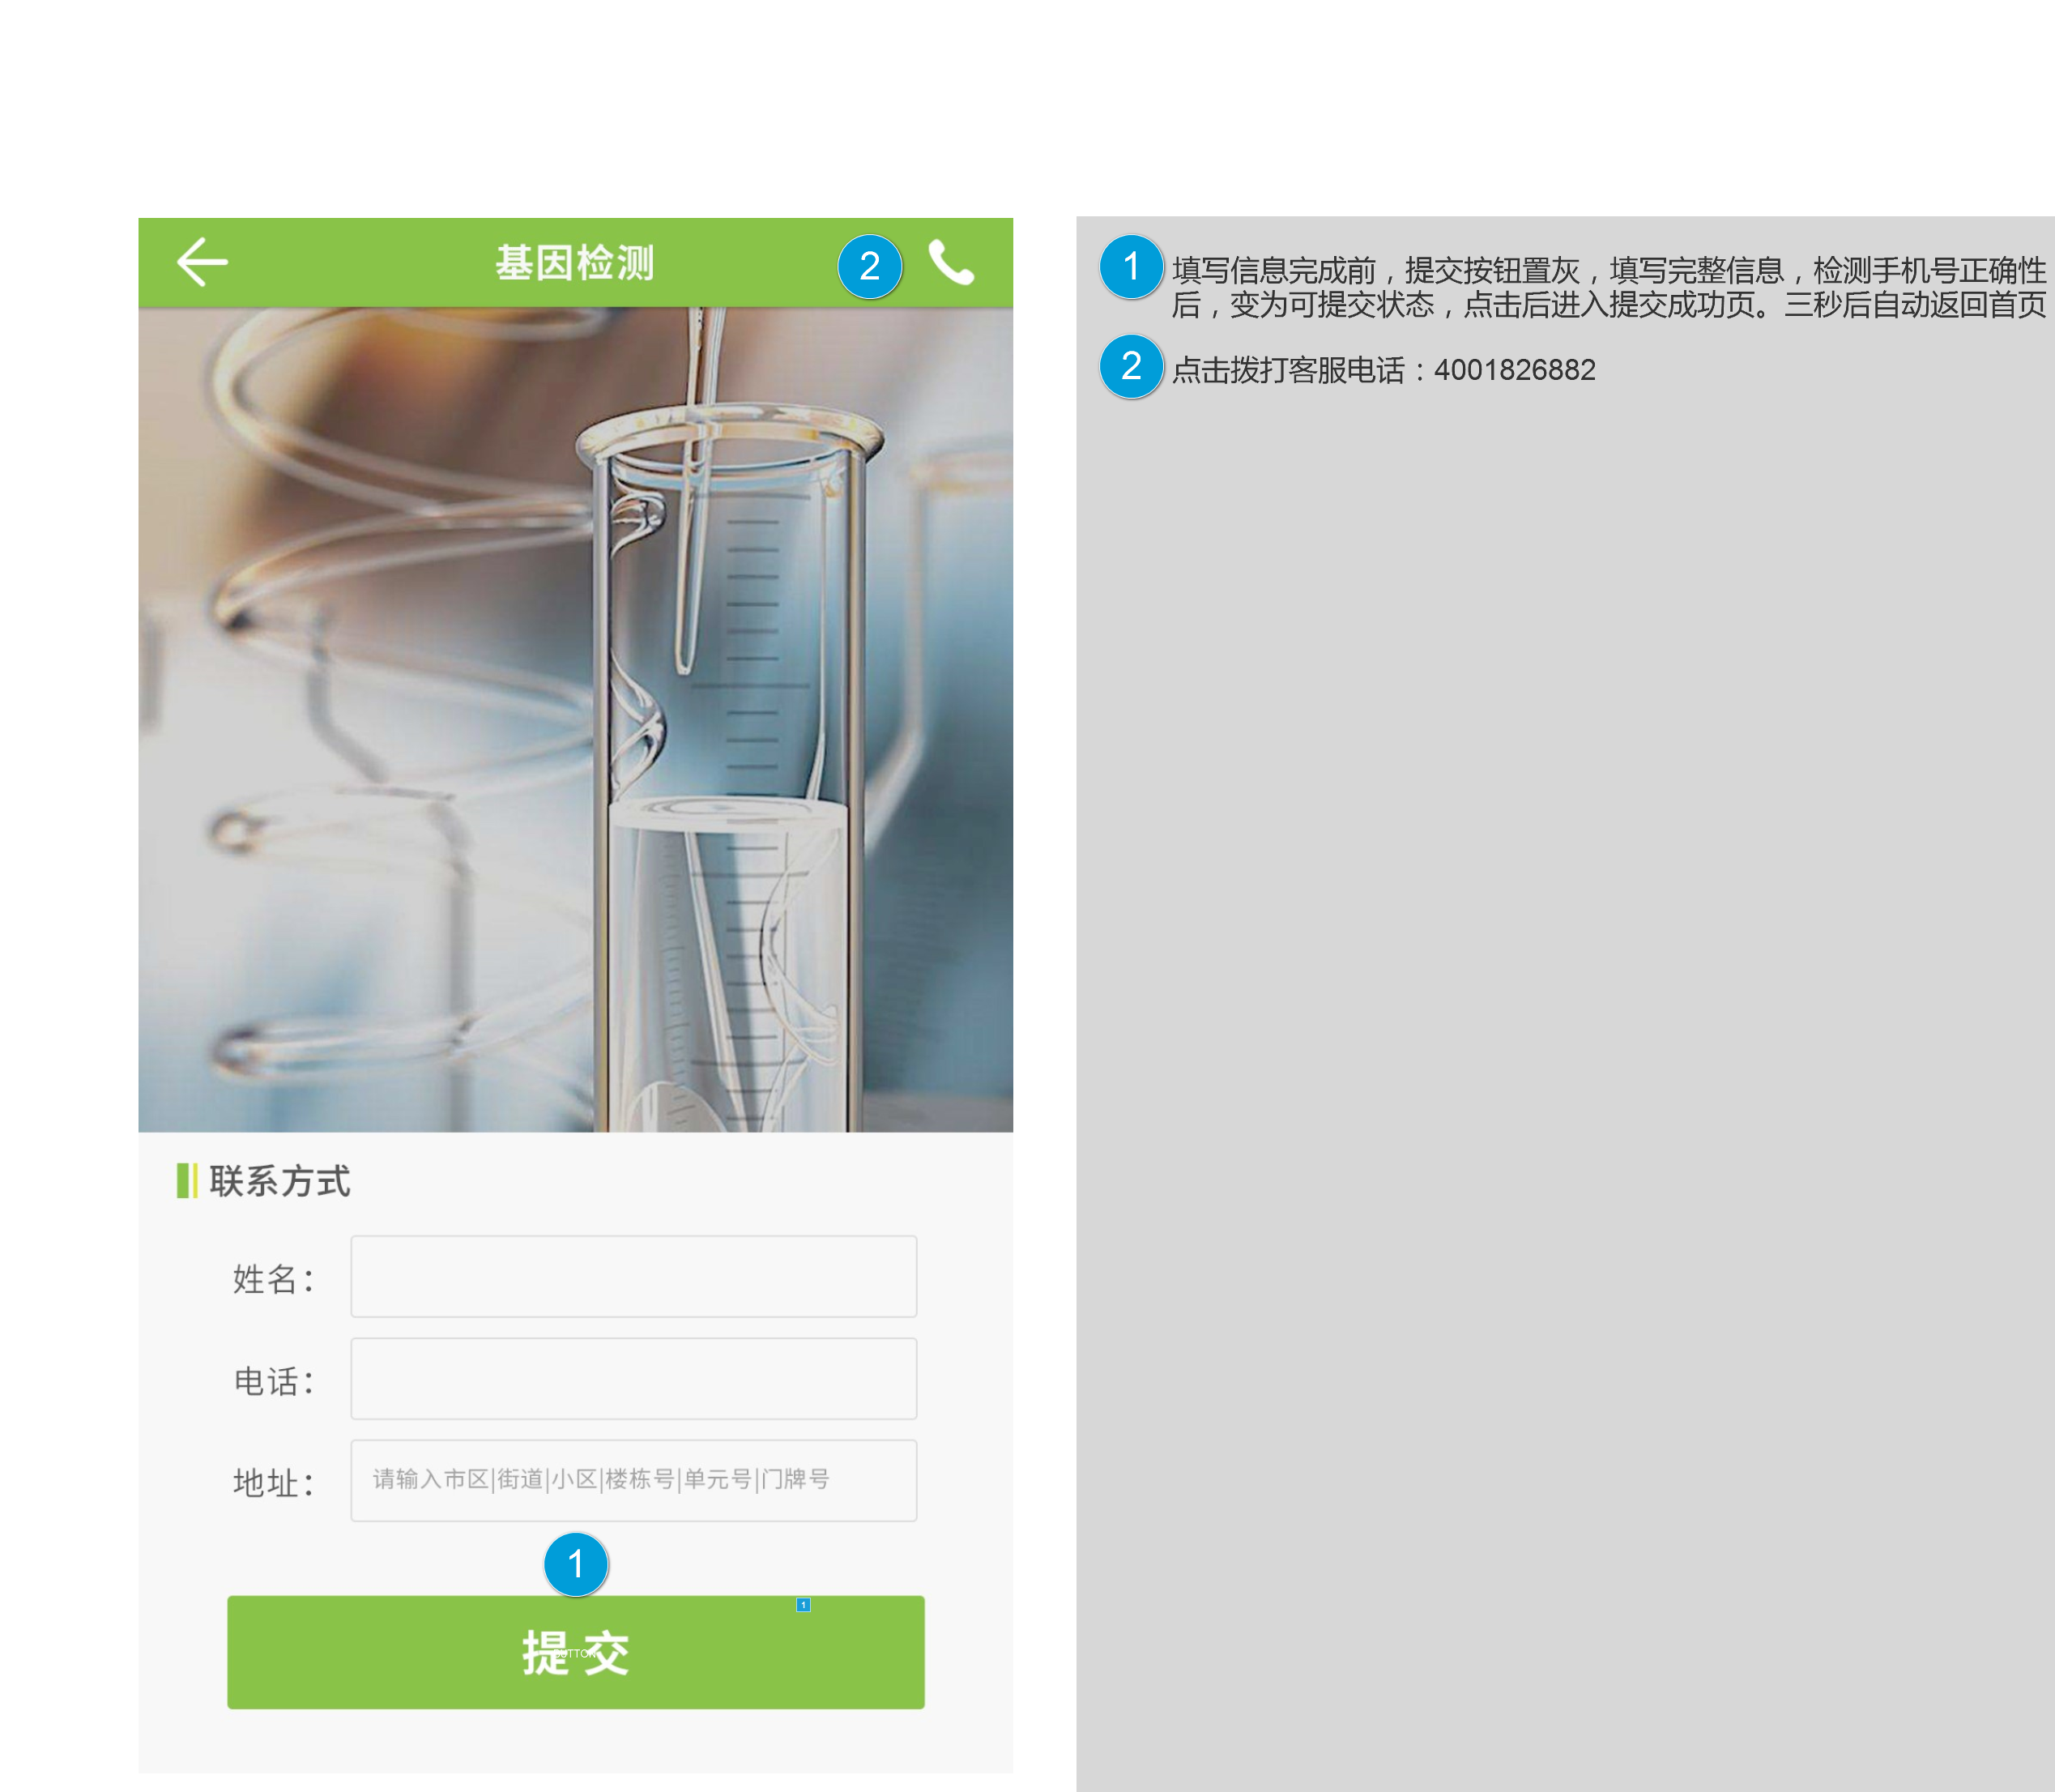 基因检测
2
联系方式
姓名：
电话：
地址：
请输入市区|街道|小区|楼栋号|单元号|门牌号
1
1
提交
BUTTON
1
填写信息完成前，提交按钮置灰，填写完整信息，检测手机号正确性
后，变为可提交状态，点击后进入提交成功页。三秒后自动返回首页
2
点击拨打客服电话：4001826882